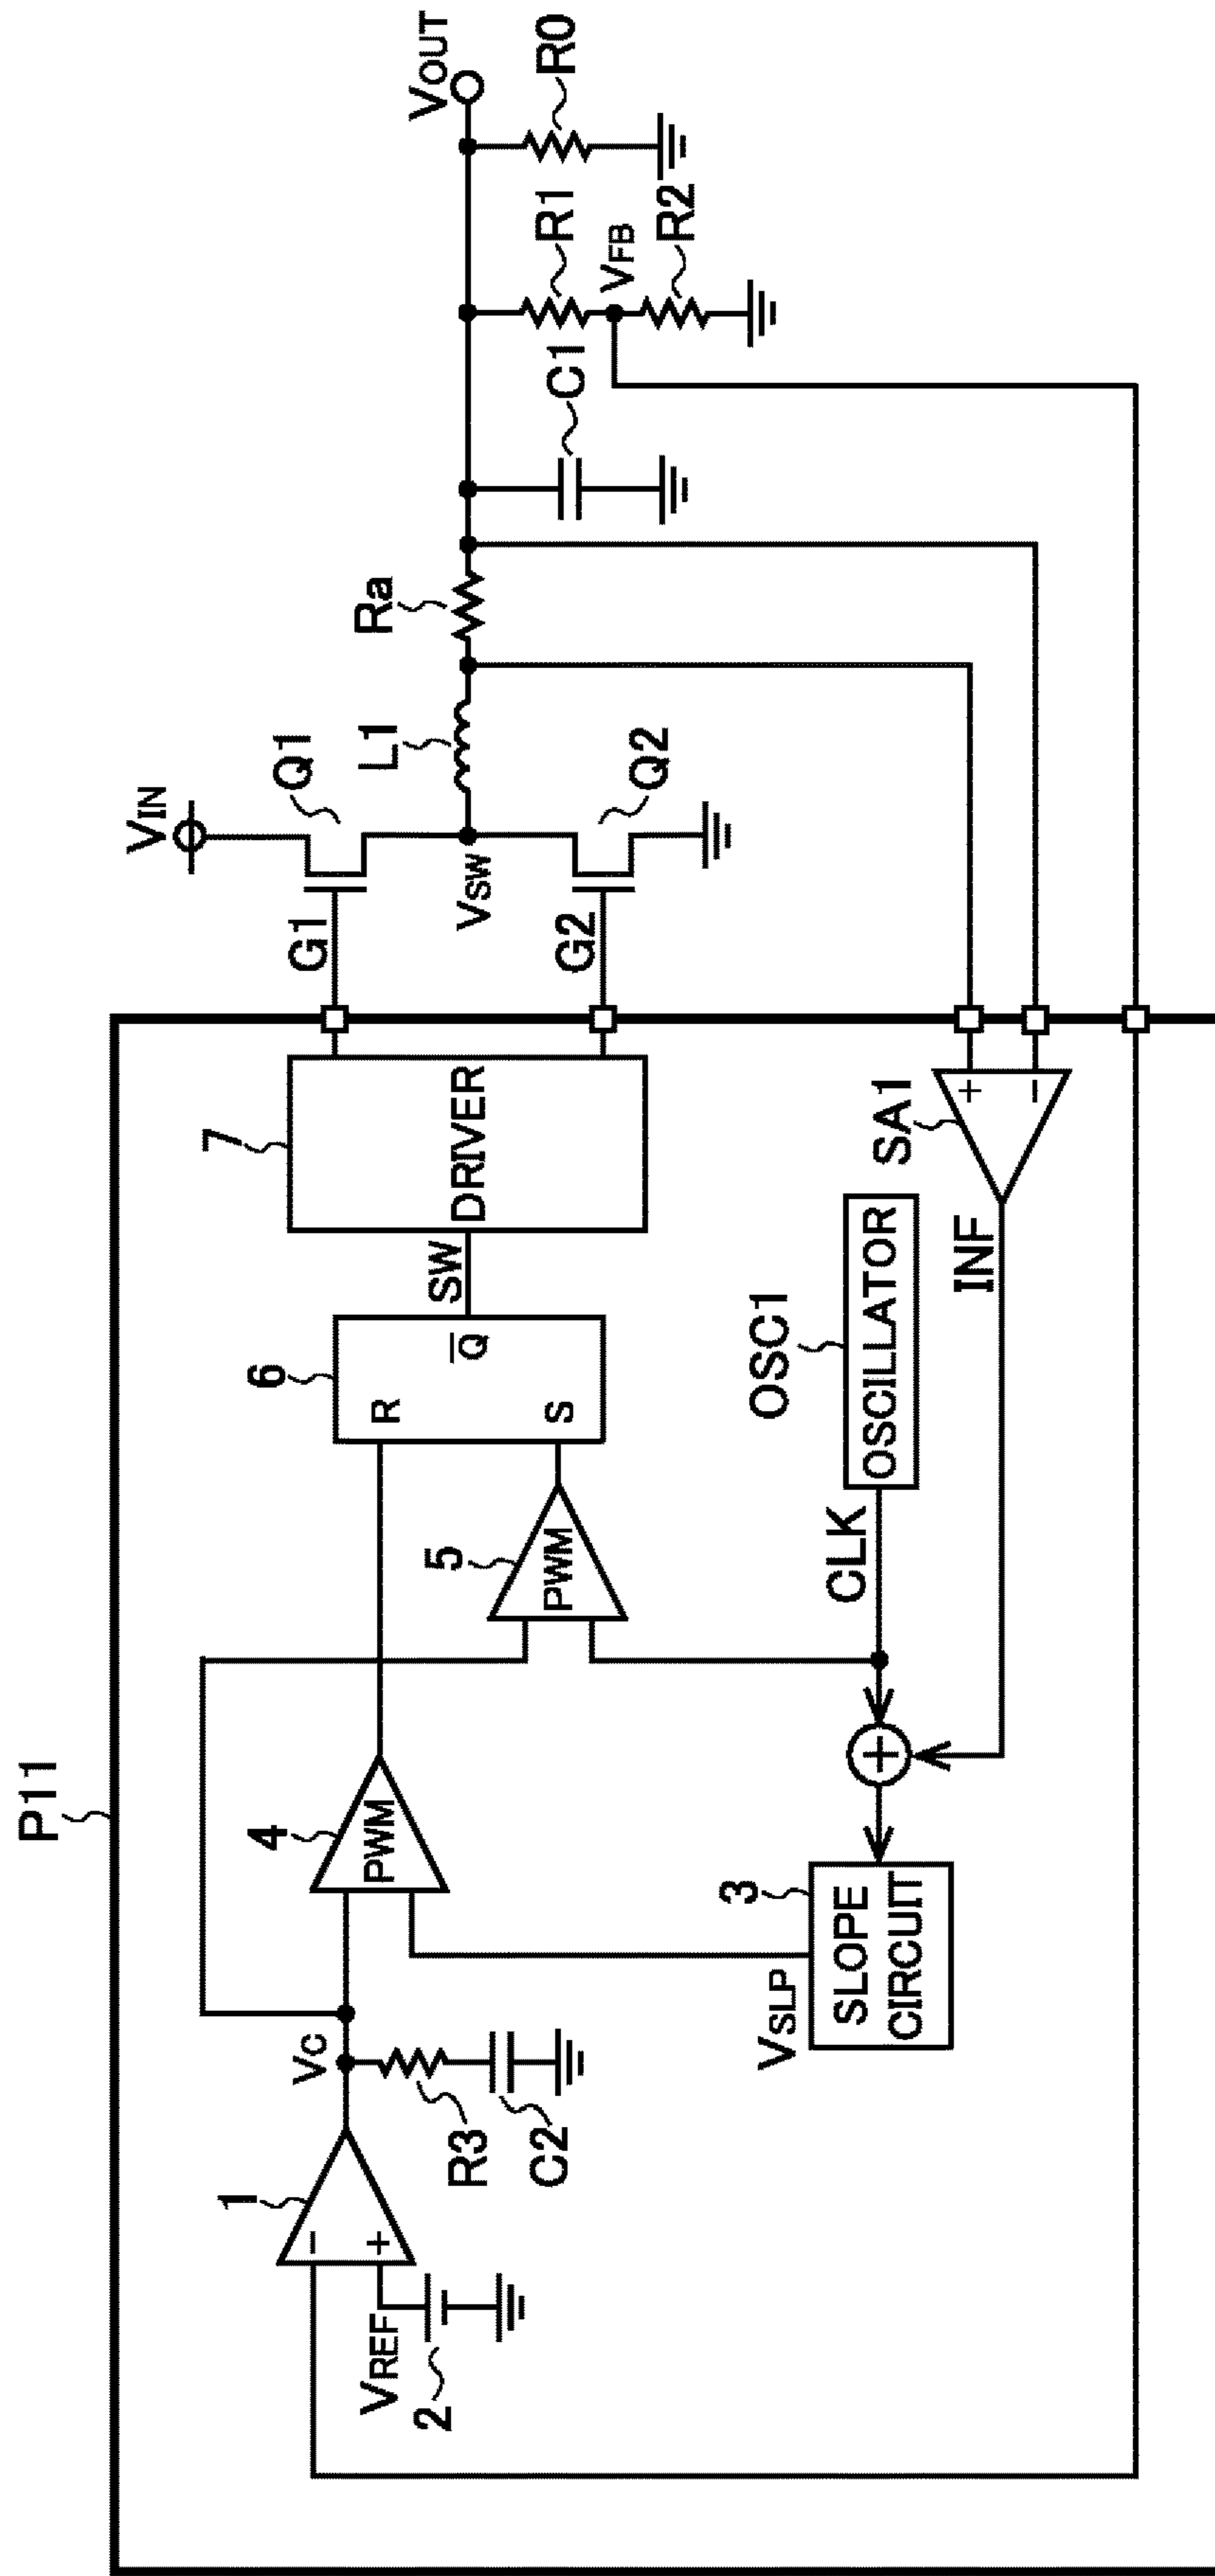 P11
1
−
+
VREF
2
VC
R3
C2
4
PWM
5
PWM
VSLP
3
SLOPE
CIRCUIT
+
CLK
OSC1
OSCILLATOR
INF
SA1
+
−
6
R
S
Q̅
SW
7
DRIVER
G1
G2
VIN
Q1
Q2
VSW
L1
Ra
C1
R1
VFB
R2
R0
VOUT